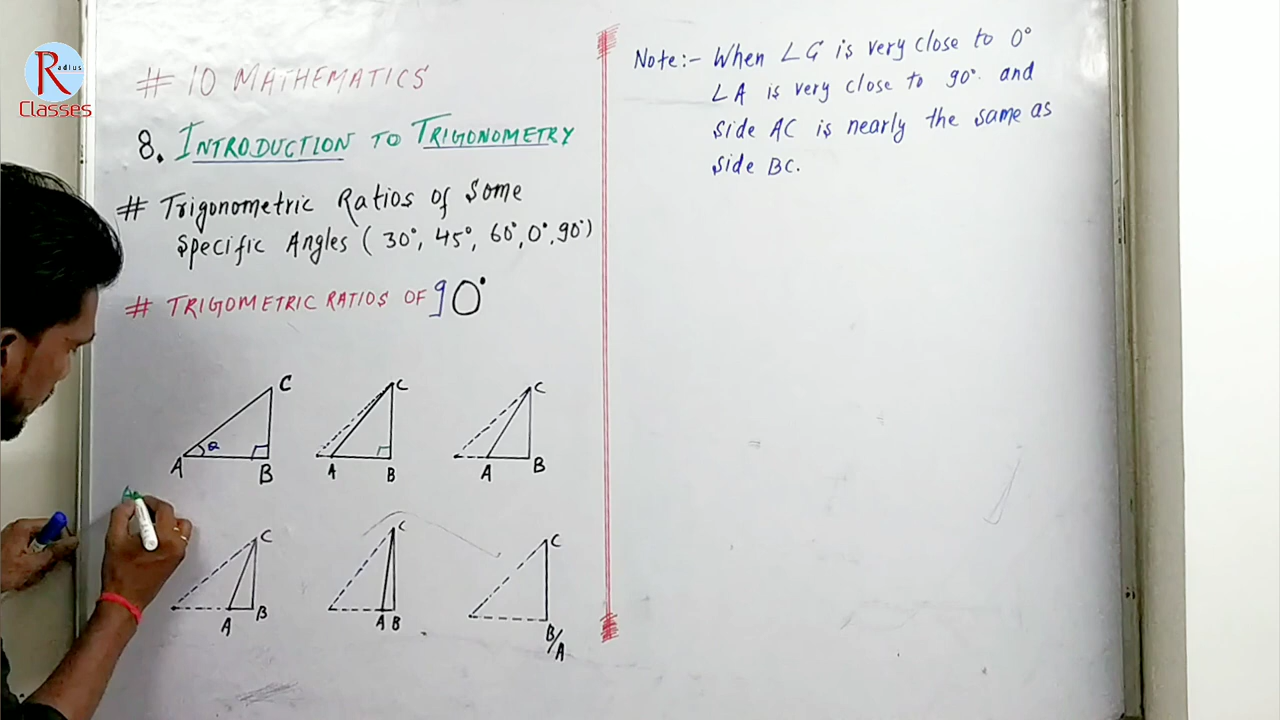 Radius
Classes
# 10 MATHEMATICS
8. INTRODUCTION TO TRIGONOMETRY
# Trigonometric Ratios of Some
Specific Angles ( 30°, 45°, 60°, 0°, 90°)
# TRIGOMETRIC RATIOS OF 90°
C
θ
A
B
C
A
B
C
A
B
C
A
B
C
A B
C
B/A
Note:- When ∠C is very close to 0°
∠A is very close to 90° and
Side AC is nearly the same as
Side BC.